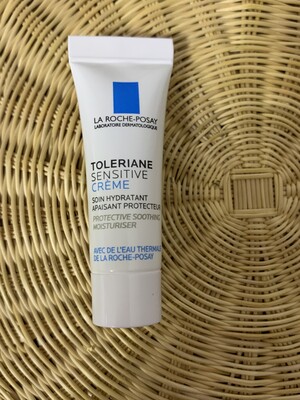 LA ROCHE-POSAY
LABORATOIRE DERMATOLOGIQUE
TOLERIANE
SENSITIVE
CRÈME
SOIN HYDRATANT
APAISANT PROTECTEUR
PROTECTIVE SOOTHING
MOISTURISER
AVEC DE L'EAU THERMALE
DE LA ROCHE-POSAY